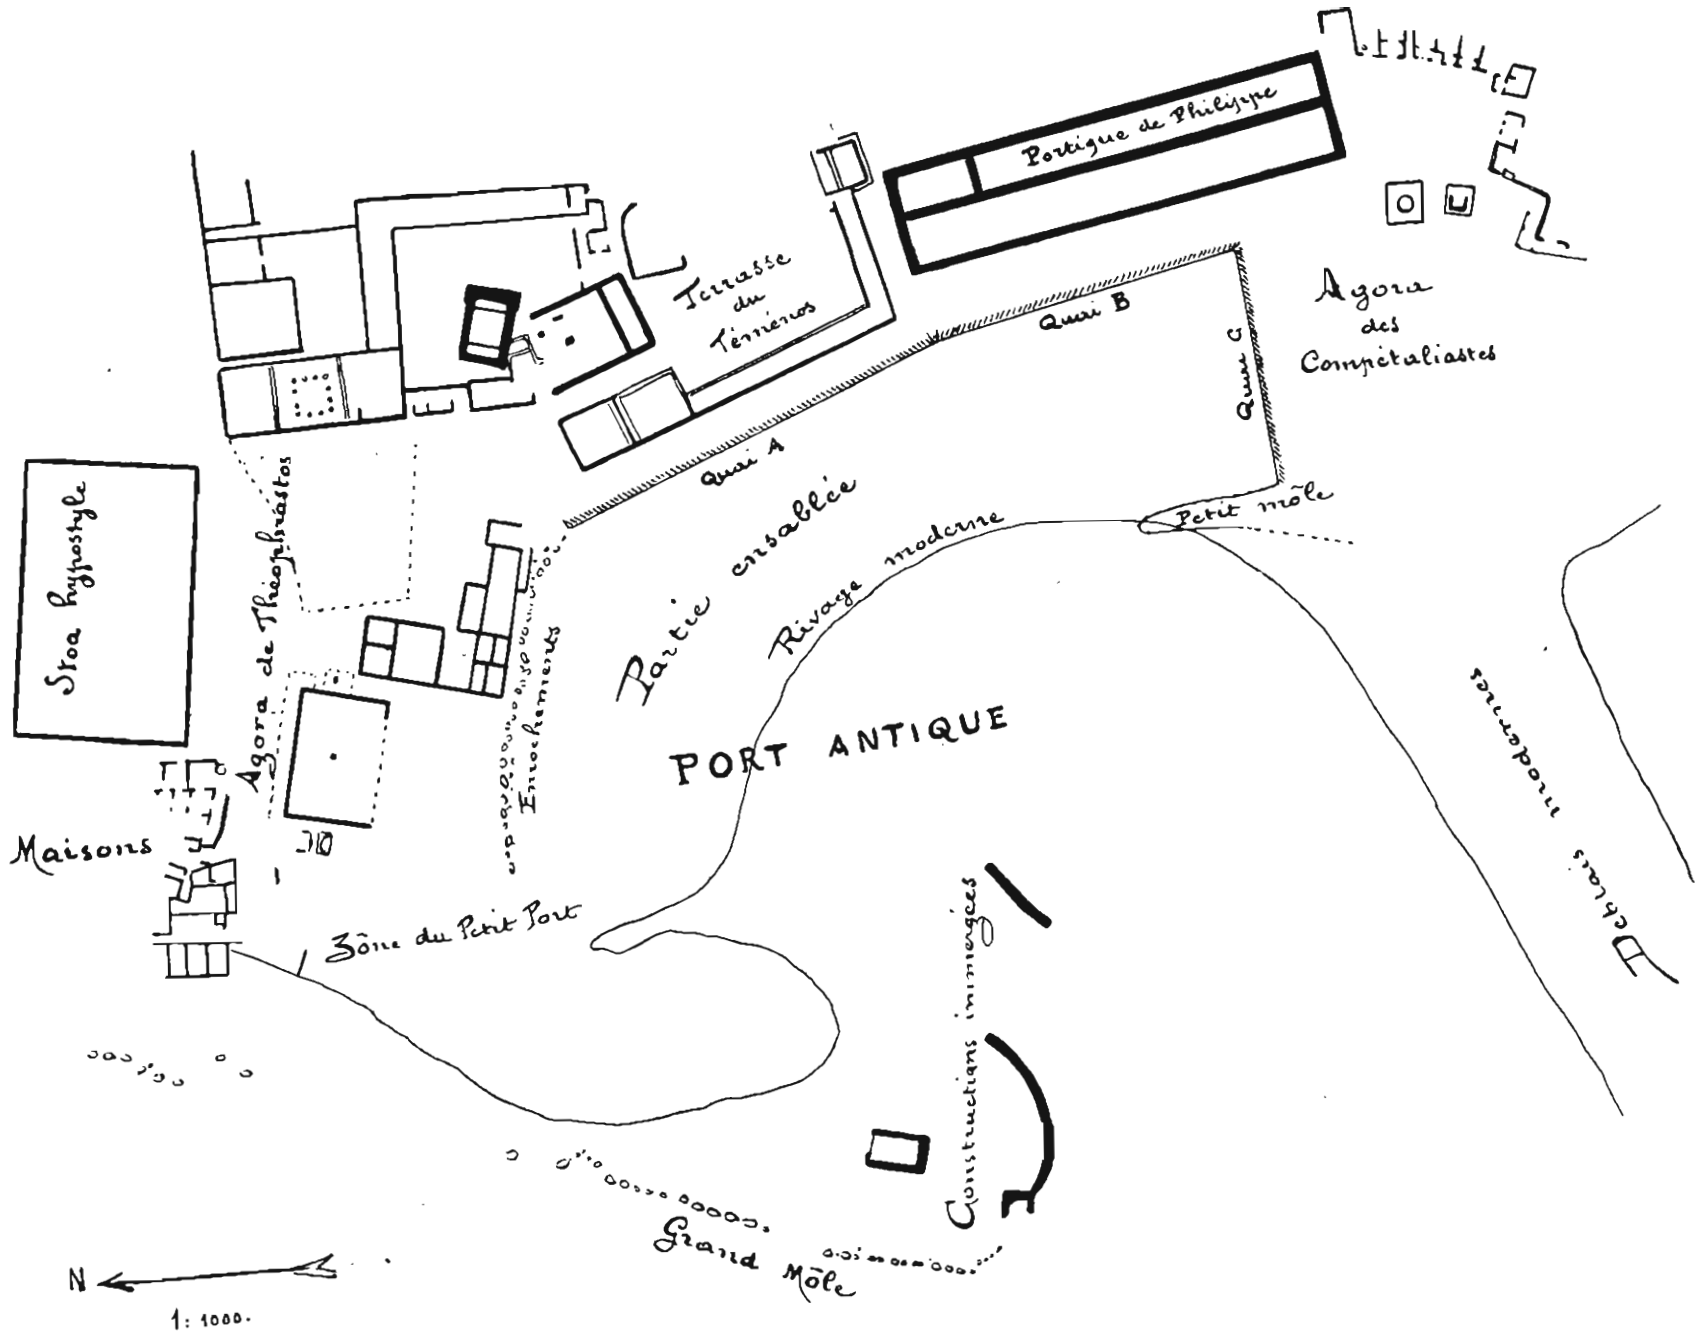 Portique de Philippe
Terrasse
du
Téménos
Quai B
Quai C
Agora
des
Compétaliastes
Quai A
Stoa hypostyle
Agora de Théophrastos
Partie ensablée
Rivage moderne
Petit môle
Enrochements
PORT ANTIQUE
Déblais modernes
Maisons
Zône du Petit Port
Constructions immergées
Grand Môle
N
1: 1000.